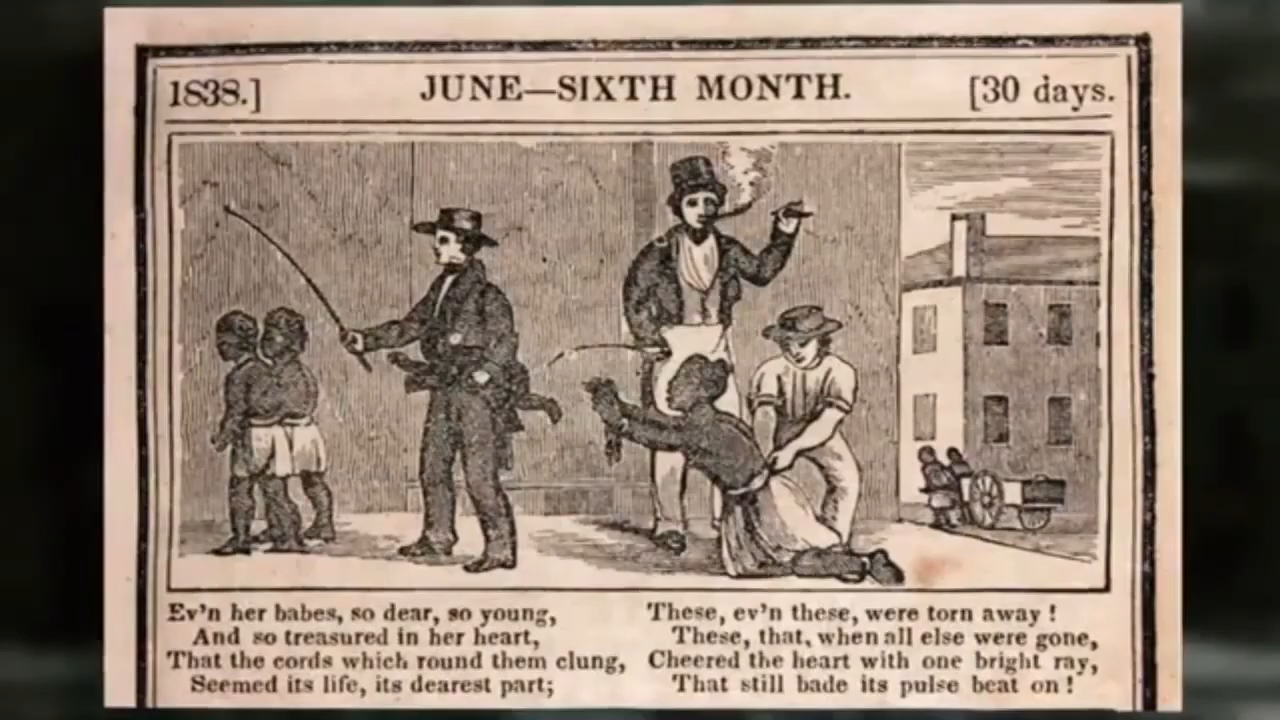 1838.] JUNE—SIXTH MONTH. [30 days.
Ev'n her babes, so dear, so young,
And so treasured in her heart,
That the cords which round them clung,
Seemed its life, its dearest part;
These, ev'n these, were torn away!
These, that, when all else were gone,
Cheered the heart with one bright ray,
That still bade its pulse beat on!